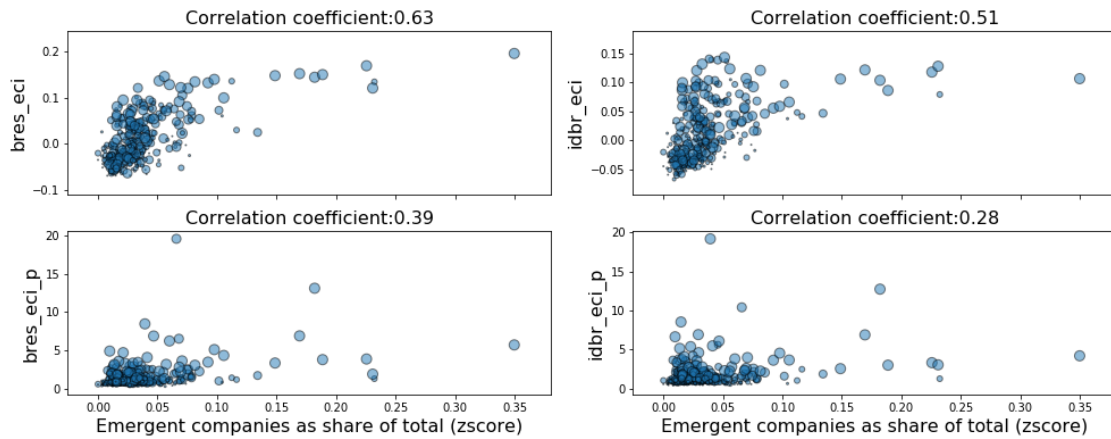 Correlation coefficient:0.63
bres_eci
0.2
0.1
0.0
−0.1
Correlation coefficient:0.51
idbr_eci
0.15
0.10
0.05
0.00
−0.05
Correlation coefficient:0.39
bres_eci_p
20
15
10
5
0
0.00 0.05 0.10 0.15 0.20 0.25 0.30 0.35
Emergent companies as share of total (zscore)
Correlation coefficient:0.28
idbr_eci_p
20
15
10
5
0
0.00 0.05 0.10 0.15 0.20 0.25 0.30 0.35
Emergent companies as share of total (zscore)